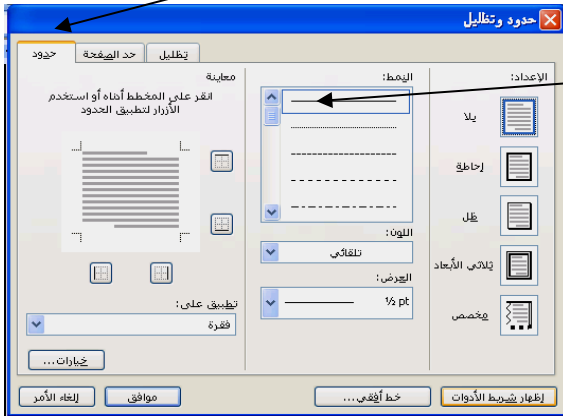 حدود وتظليل
حدود
حد الصفحة
تظليل
الإعداد:
بلا
إحاطة
ظل
ثلاثي الأبعاد
مخصص
النمط:
اللون:
تلقائي
العرض:
½ pt
معاينة
انقر على المخطط أدناه أو استخدم
الأزرار لتطبيق الحدود
تطبيق على:
فقرة
خيارات...
إظهار شريط الأدوات
خط أفقي...
موافق
إلغاء الأمر